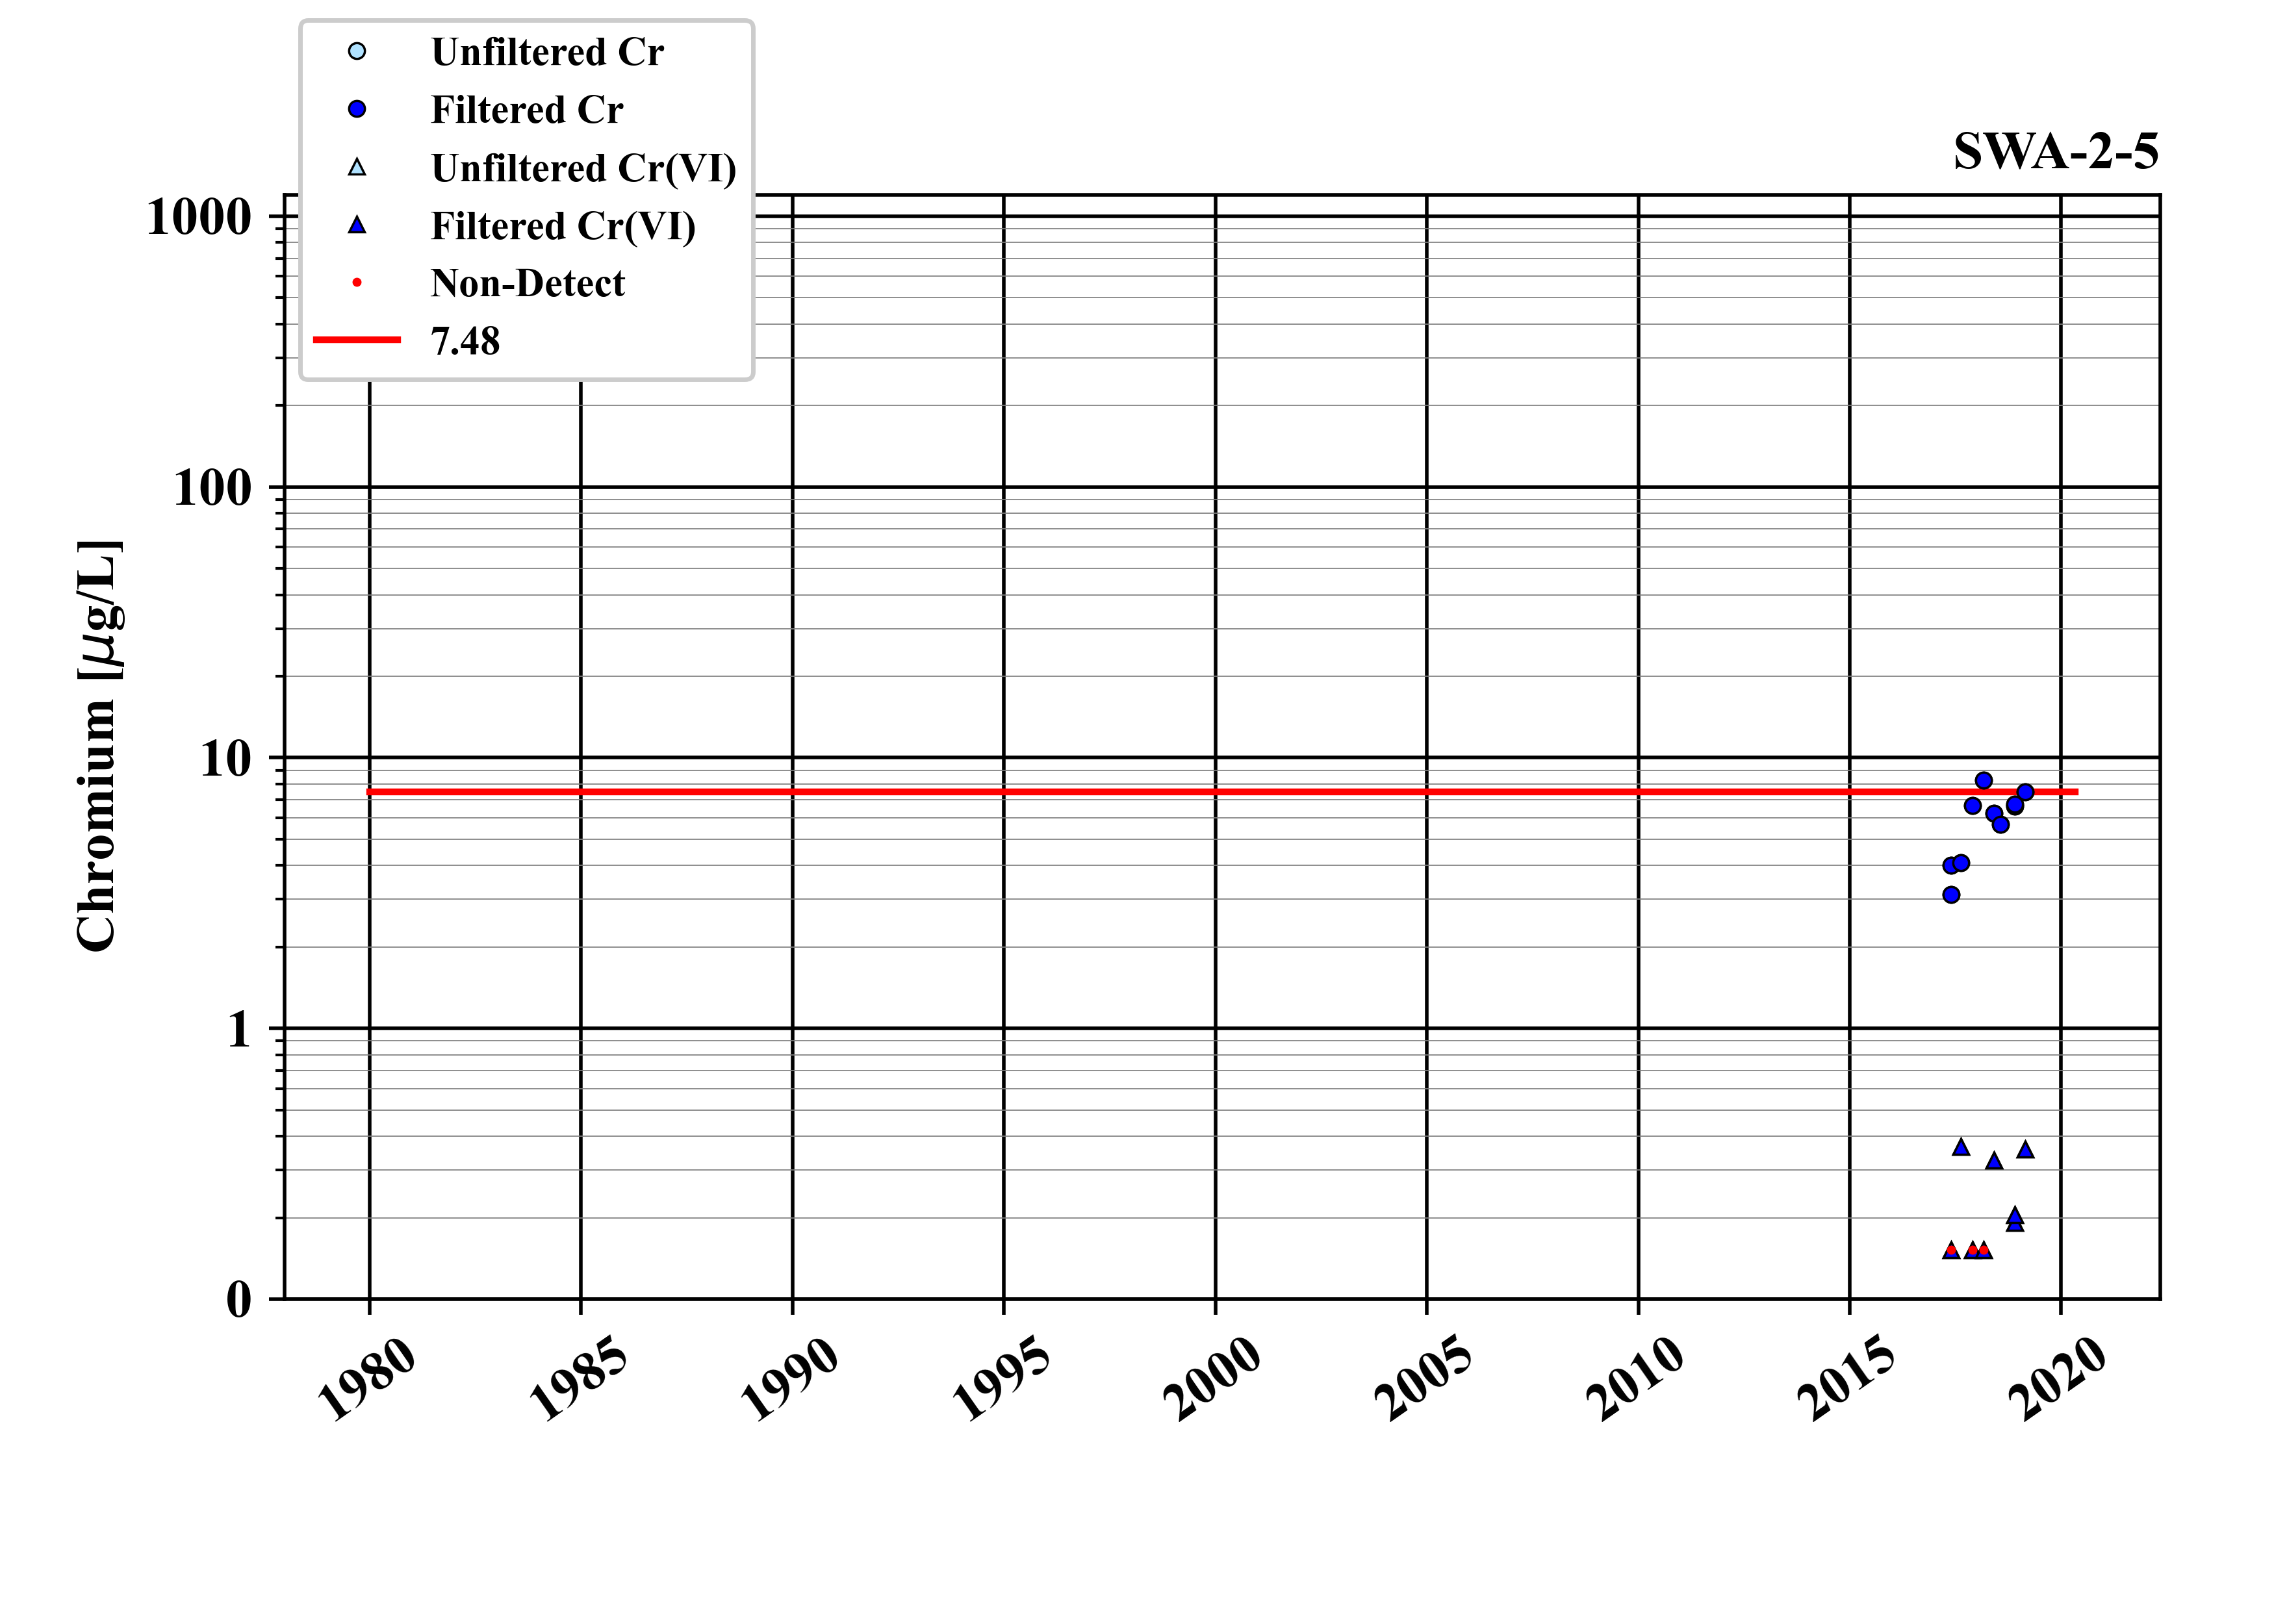 Unfiltered Cr
Filtered Cr
Unfiltered Cr(VI)
Filtered Cr(VI)
Non-Detect
7.48
SWA-2-5
1000
100
10
1
0
Chromium [μg/L]
1980
1985
1990
1995
2000
2005
2010
2015
2020